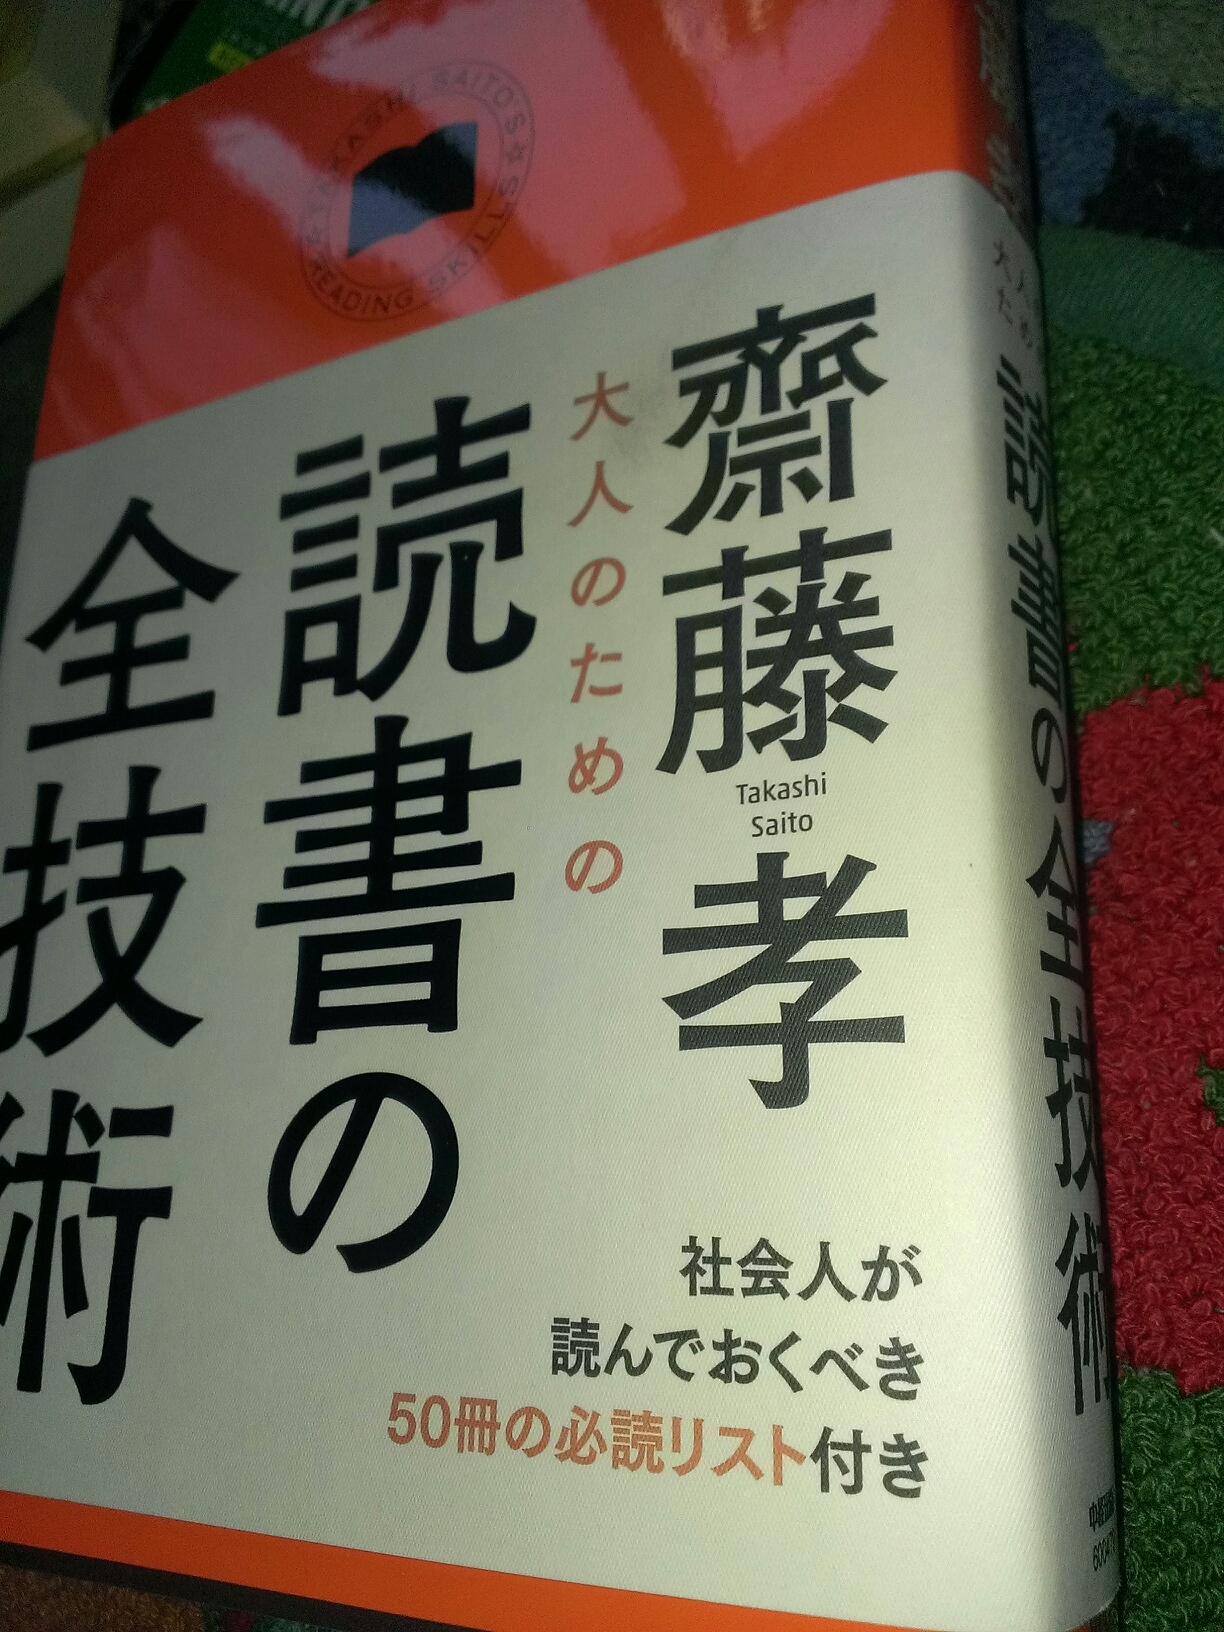 TAKASHI SAITO'S
READING SKILLS
齋藤孝
Takashi
Saito
大人のための
読書の
全技術
社会人が
読んでおくべき
50冊の必読リスト付き
大人のため
読書の全技術